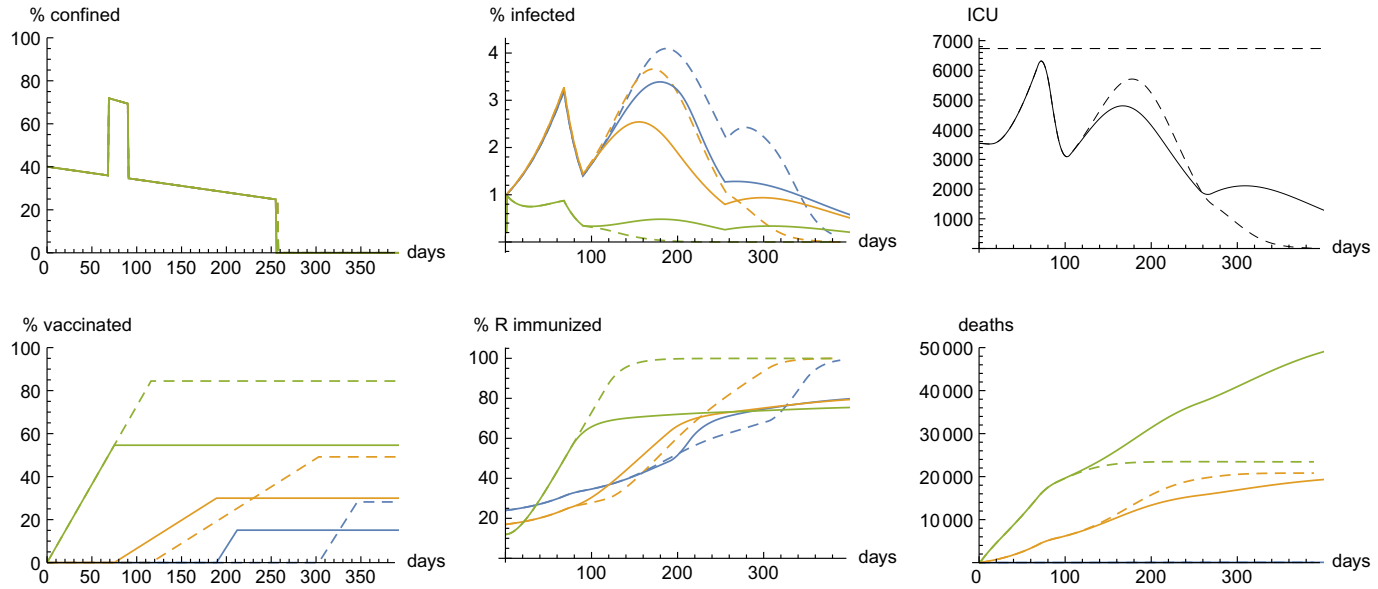 % confined
100
80
60
40
20
0
0 50 100 150 200 250 300 350 days
% infected
4
3
2
1
100 200 300 days
ICU
7000
6000
5000
4000
3000
2000
1000
100 200 300 days
% vaccinated
100
80
60
40
20
0
0 50 100 150 200 250 300 350 days
% R immunized
100
80
60
40
20
100 200 300 days
deaths
50 000
40 000
30 000
20 000
10 000
0 100 200 300 days